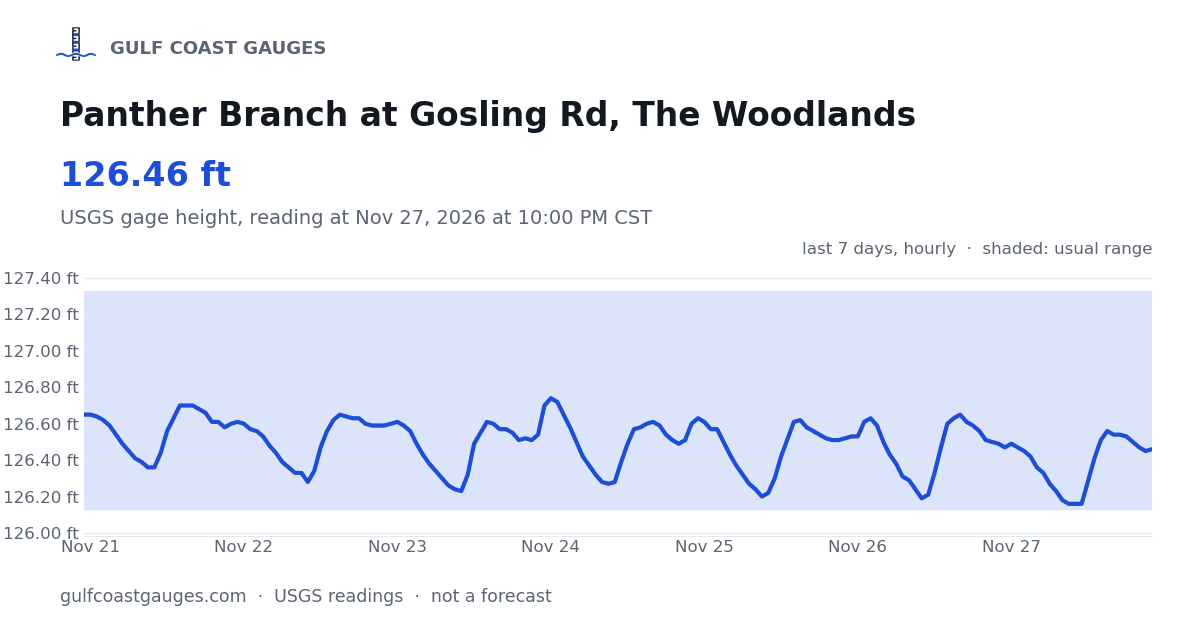 GULF COAST GAUGES
Panther Branch at Gosling Rd, The Woodlands
126.46 ft
USGS gage height, reading at Nov 27, 2026 at 10:00 PM CST
last 7 days, hourly · shaded: usual range
127.40 ft
127.20 ft
127.00 ft
126.80 ft
126.60 ft
126.40 ft
126.20 ft
126.00 ft
Nov 21 Nov 22 Nov 23 Nov 24 Nov 25 Nov 26 Nov 27
gulfcoastgauges.com · USGS readings · not a forecast